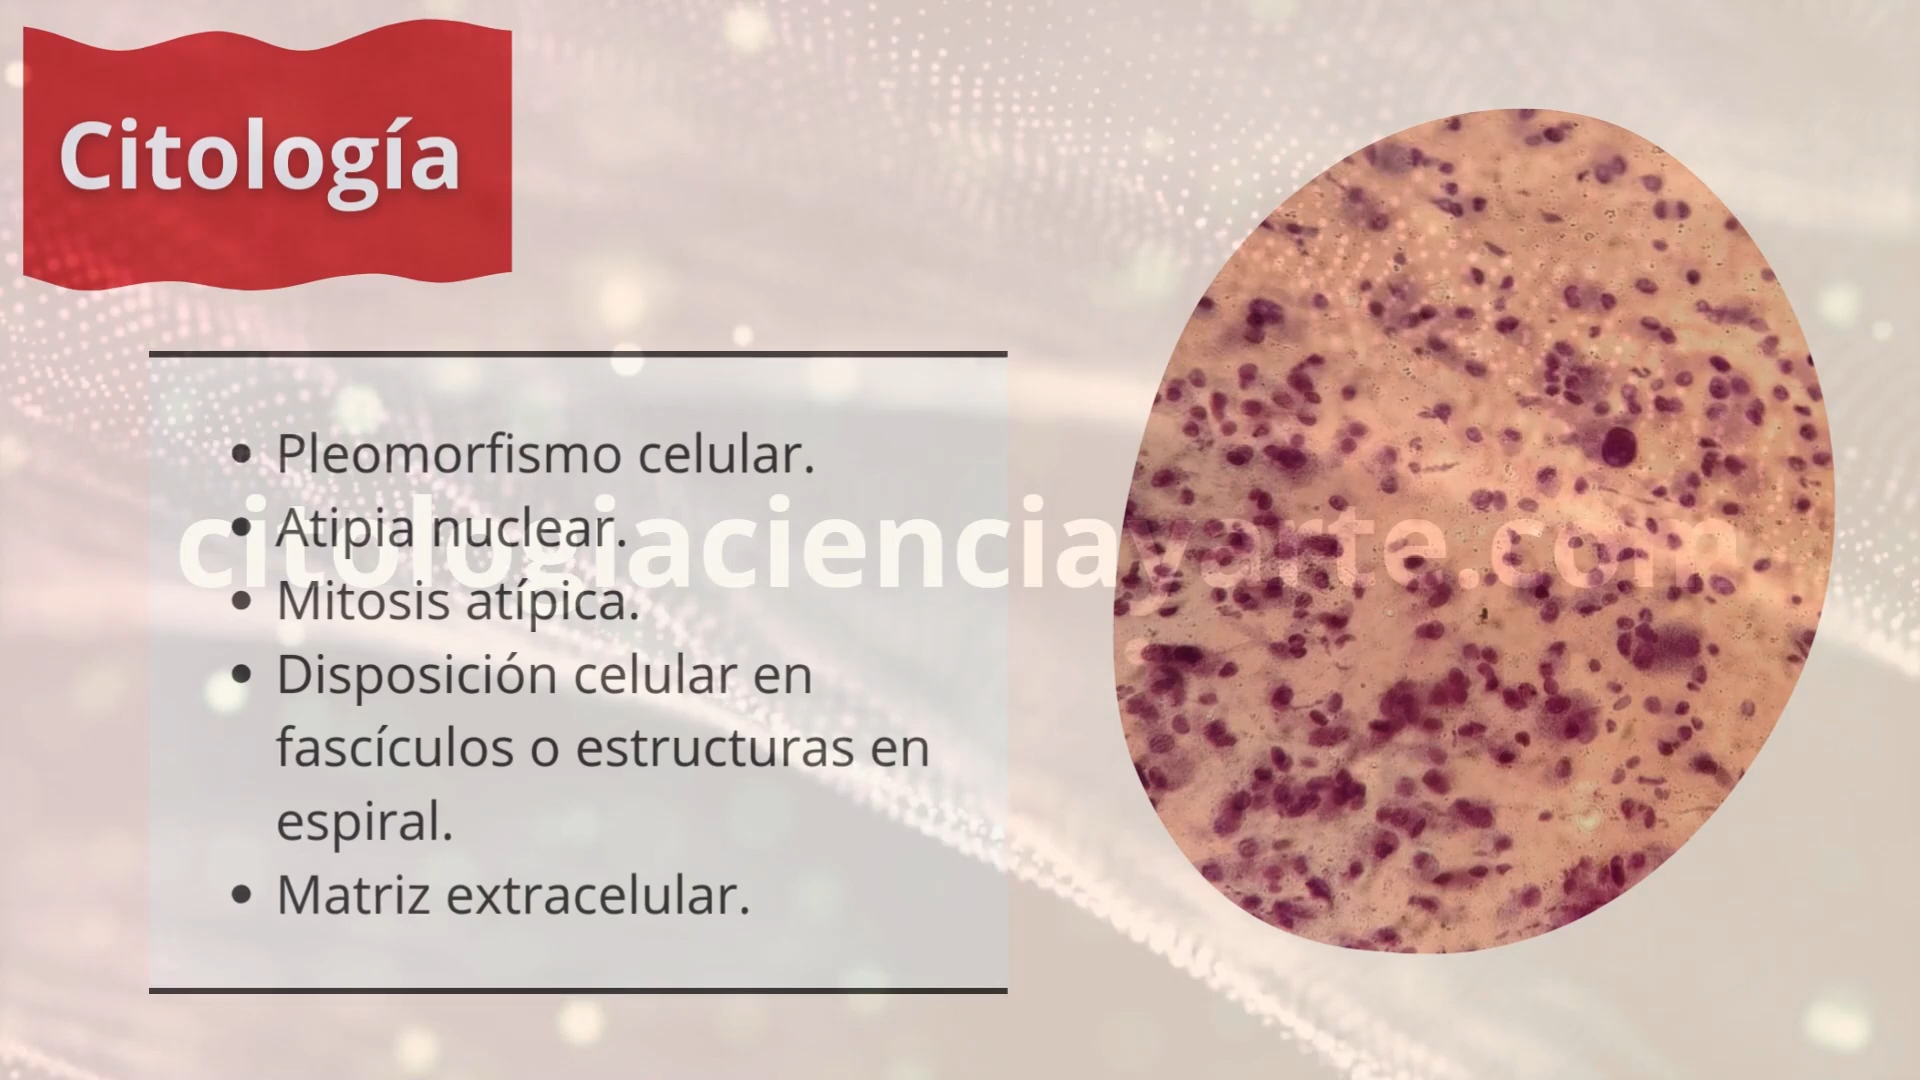 Citología
• Pleomorfismo celular.
• Atipia nuclear.
• Mitosis atípica.
• Disposición celular en
fascículos o estructuras en
espiral.
• Matriz extracelular.
citologiacienciayarte.com